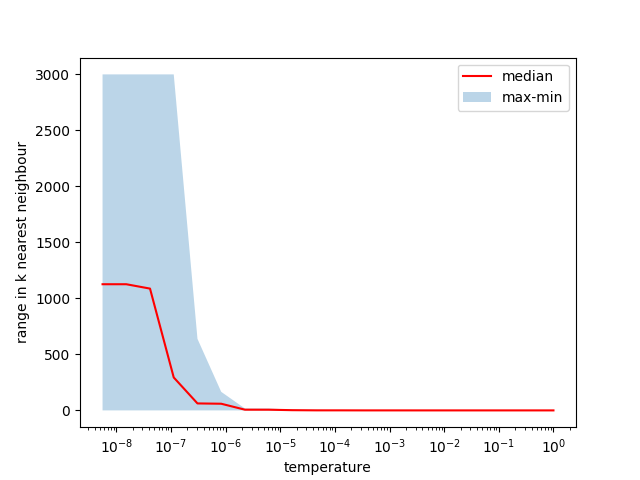 median
max-min
range in k nearest neighbour
3000
2500
2000
1500
1000
500
0
10⁻⁸ 10⁻⁷ 10⁻⁶ 10⁻⁵ 10⁻⁴ 10⁻³ 10⁻² 10⁻¹ 10⁰
temperature